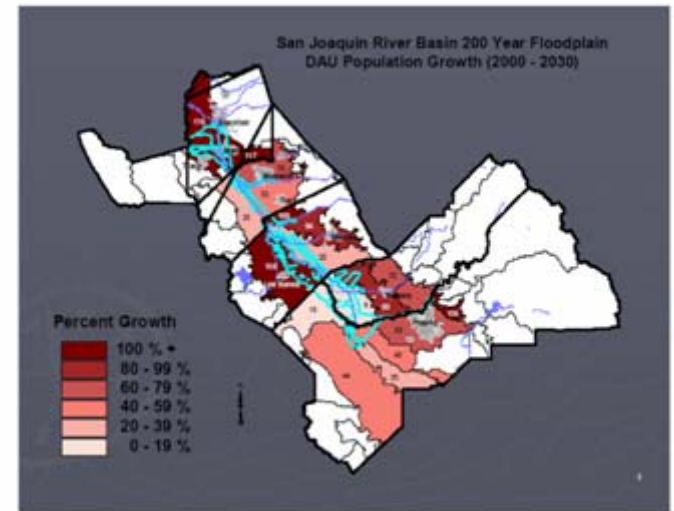 San Joaquin River Basin 200 Year Floodplain
DAU Population Growth (2000 - 2030)
Percent Growth
100 % +
80 - 99 %
60 - 79 %
40 - 59 %
20 - 39 %
0 - 19 %